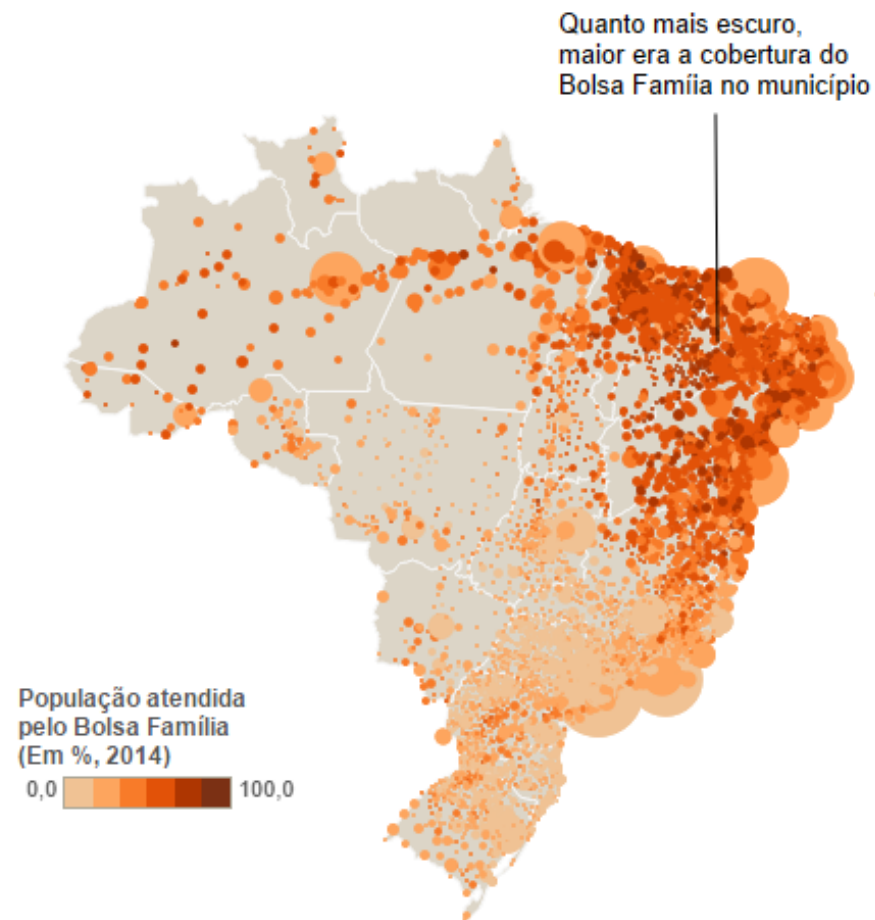 Quanto mais escuro,
maior era a cobertura do
Bolsa Famíia no município
População atendida
pelo Bolsa Família
(Em %, 2014)
0,0 100,0